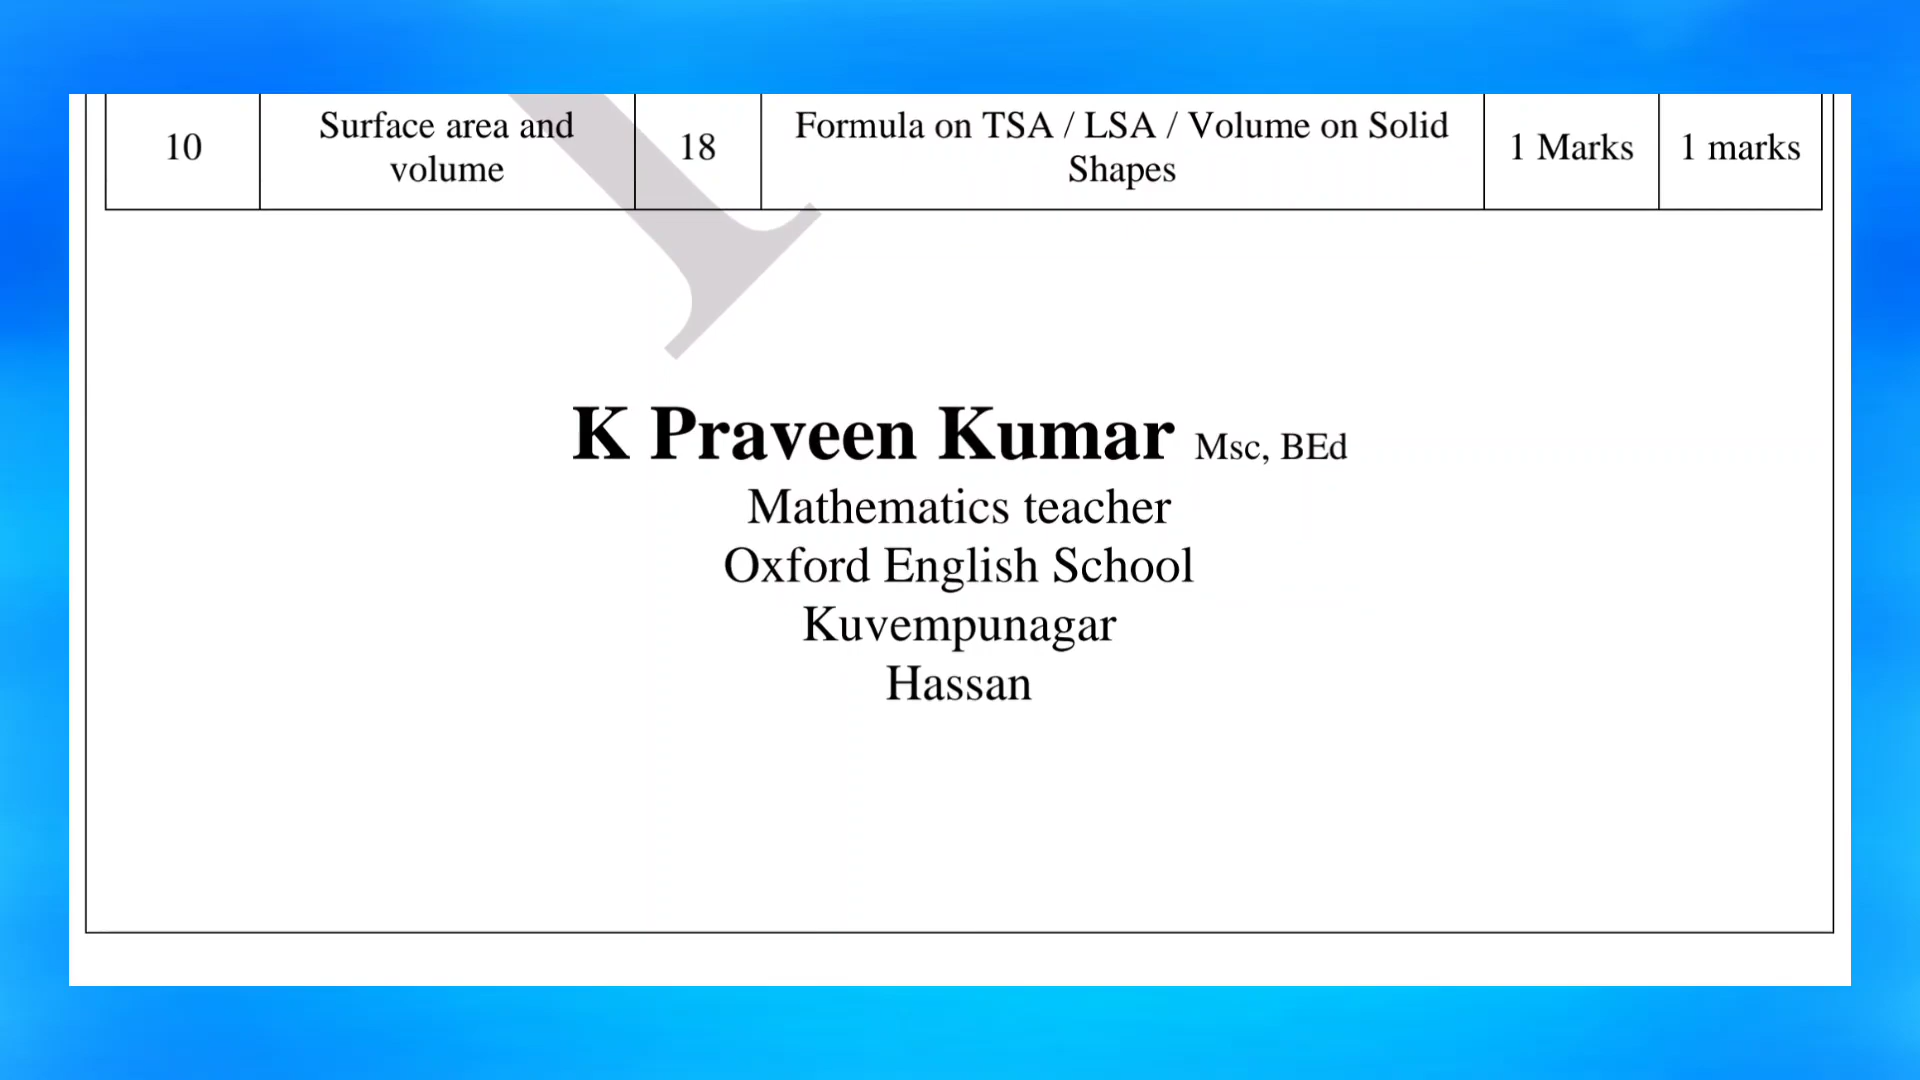 10
Surface area and
volume
18
Formula on TSA / LSA / Volume on Solid
Shapes
1 Marks
1 marks
K Praveen Kumar Msc, BEd
Mathematics teacher
Oxford English School
Kuvempunagar
Hassan